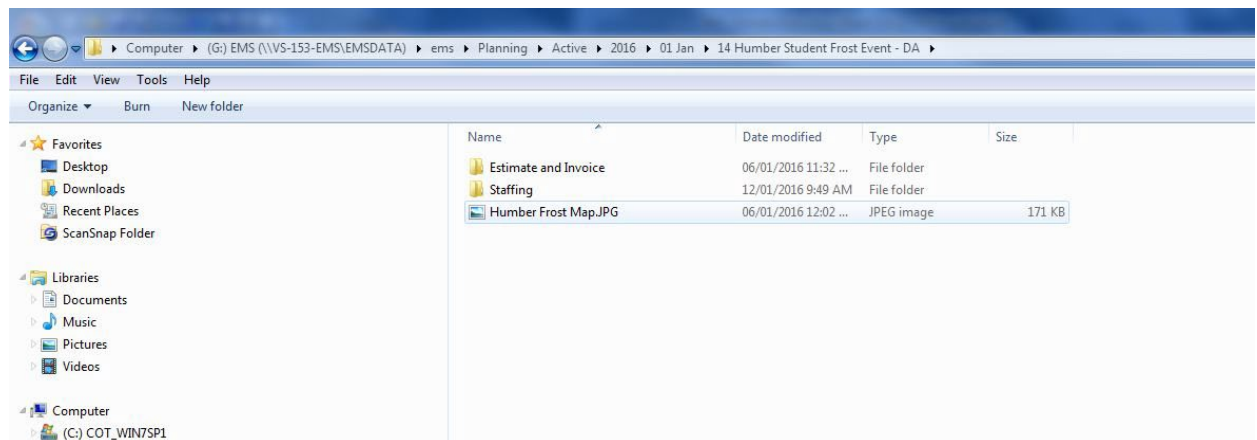 Computer (G:) EMS (\\VS-153-EMS\EMSDATA) ems Planning Active 2016 01 Jan 14 Humber Student Frost Event - DA
File Edit View Tools Help
Organize Burn New folder
Favorites
Desktop
Downloads
Recent Places
ScanSnap Folder
Libraries
Documents
Music
Pictures
Videos
Computer
(C:) COT_WIN7SP1
Name Date modified Type Size
Estimate and Invoice 06/01/2016 11:32 ... File folder
Staffing 12/01/2016 9:49 AM File folder
Humber Frost Map.JPG 06/01/2016 12:02 ... JPEG image 171 KB